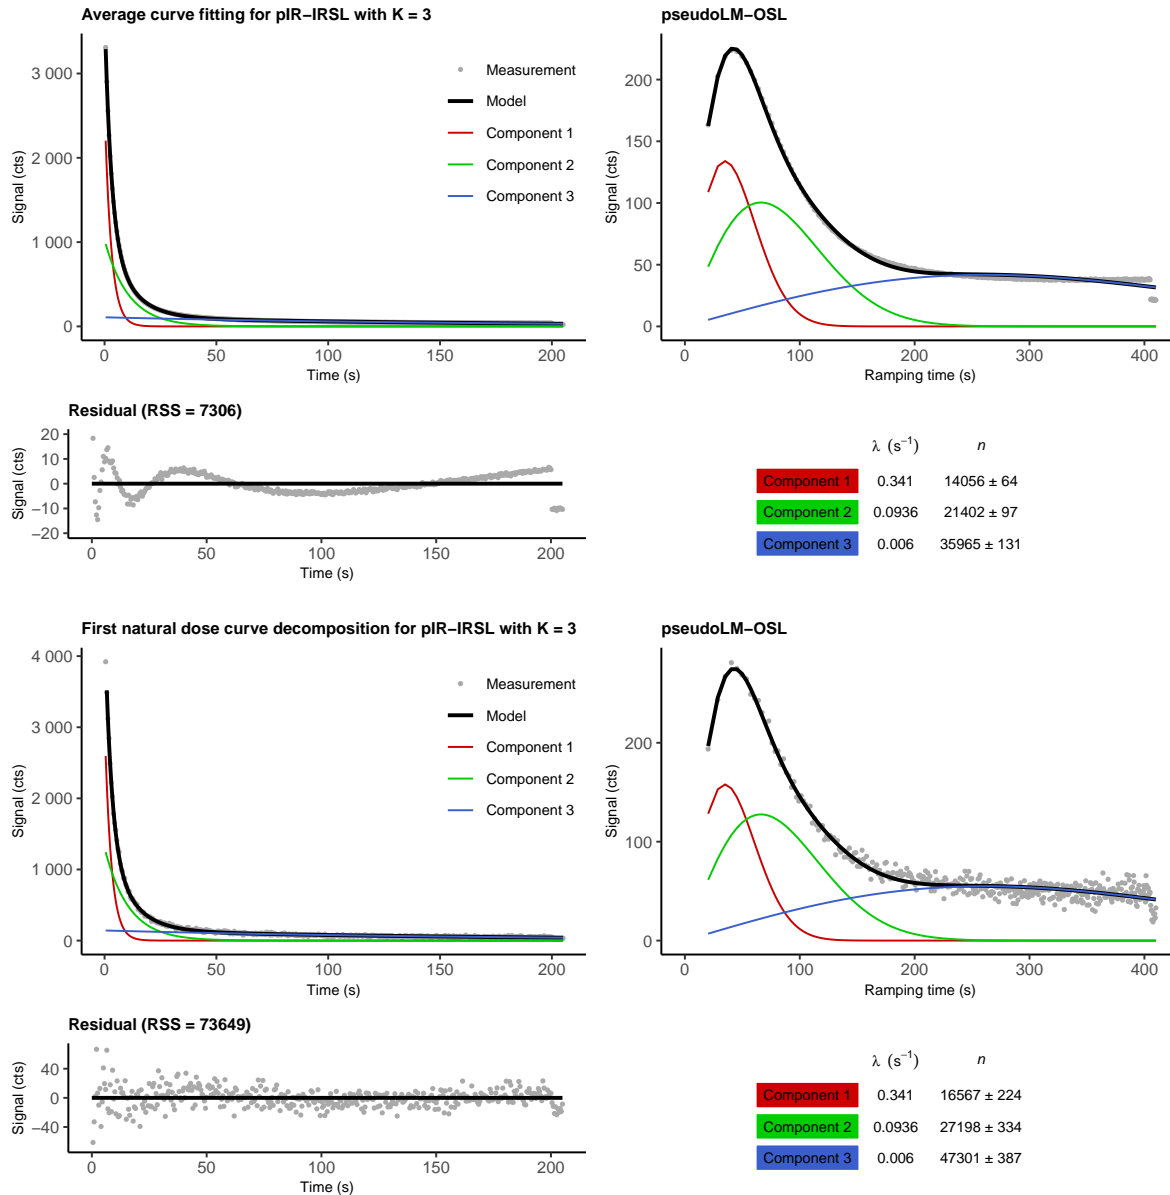 Average curve fitting for pIR−IRSL with K = 3
Signal (cts)
3 000
2 000
1 000
0
Measurement
Model
Component 1
Component 2
Component 3
0 50 100 150 200
Time (s)
pseudoLM−OSL
Signal (cts)
200
150
100
50
0
0 100 200 300 400
Ramping time (s)
Residual (RSS = 7306)
Signal (cts)
20
10
0
−10
−20
0 50 100 150 200
Time (s)
λ (s−1) n
Component 1 0.341 14056 ± 64
Component 2 0.0936 21402 ± 97
Component 3 0.006 35965 ± 131
First natural dose curve decomposition for pIR−IRSL with K = 3
Signal (cts)
4 000
3 000
2 000
1 000
0
Measurement
Model
Component 1
Component 2
Component 3
0 50 100 150 200
Time (s)
pseudoLM−OSL
Signal (cts)
200
100
0
0 100 200 300 400
Ramping time (s)
Residual (RSS = 73649)
Signal (cts)
40
0
−40
0 50 100 150 200
Time (s)
λ (s−1) n
Component 1 0.341 16567 ± 224
Component 2 0.0936 27198 ± 334
Component 3 0.006 47301 ± 387